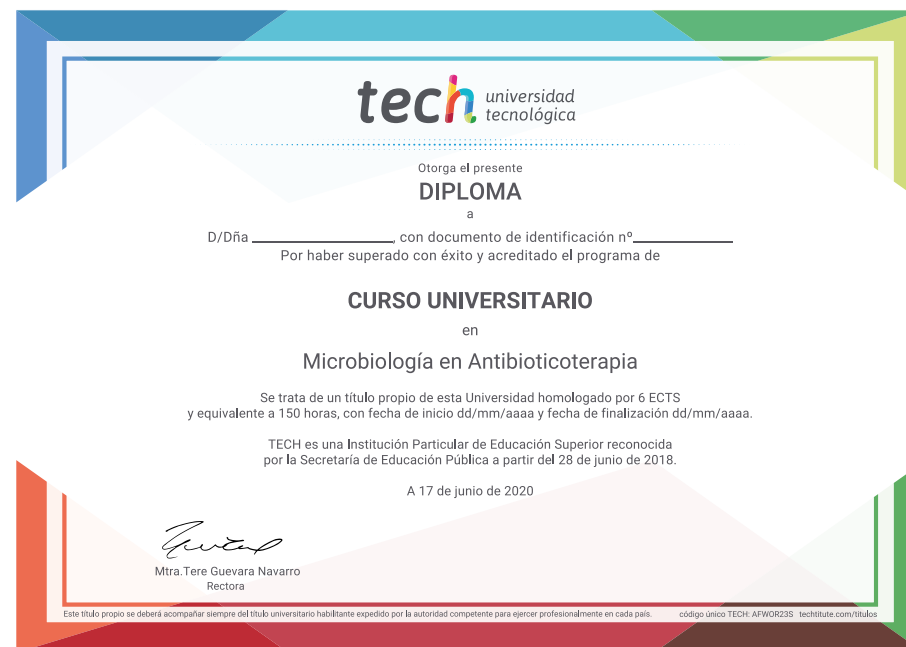 tech universidad
tecnológica
Otorga el presente
DIPLOMA
a
D/Dña ____________________, con documento de identificación nº______________
Por haber superado con éxito y acreditado el programa de
CURSO UNIVERSITARIO
en
Microbiología en Antibioticoterapia
Se trata de un título propio de esta Universidad homologado por 6 ECTS
y equivalente a 150 horas, con fecha de inicio dd/mm/aaaa y fecha de finalización dd/mm/aaaa.
TECH es una Institución Particular de Educación Superior reconocida
por la Secretaría de Educación Pública a partir del 28 de junio de 2018.
A 17 de junio de 2020
Mtra.Tere Guevara Navarro
Rectora
Este título propio se deberá acompañar siempre del título universitario habilitante expedido por la autoridad competente para ejercer profesionalmente en cada país. código único TECH: AFWOR23S techtitute.com/títulos